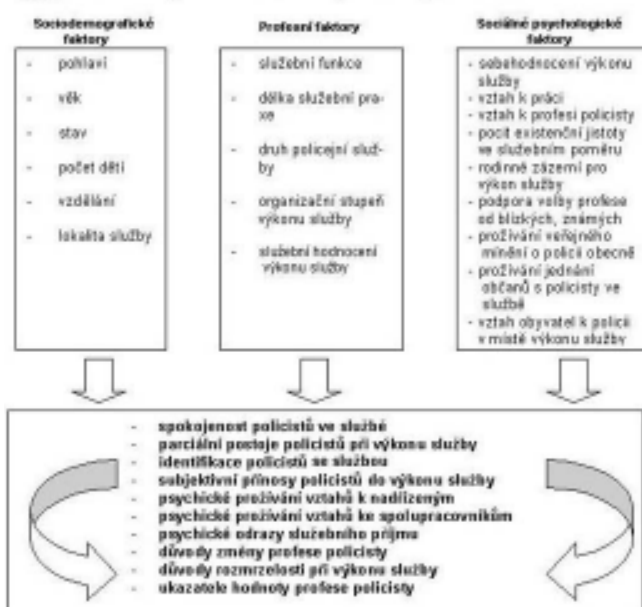 Sociodemografické
faktory
- pohlaví
- věk
- stav
- počet dětí
- vzdělání
- lokalita služby
Profesní faktory
- služební funkce
- délka služební pra-
xe
- druh policejní služ-
by
- organizační stupeň
výkonu služby
- služební hodnocení
výkonu služby
Sociálně psychologické
faktory
- sebehodnocení výkonu
služby
- vztah k práci
- vztah k profesi policisty
- pocit existenční jistoty
ve služebním poměru
- rodinné zázemí pro
výkon služby
- podpora volby profese
od blízkých, známých
- prožívání veřejného
mínění o policii obecně
- prožívání jednání
občanů s policisty ve
službě
- vztah obyvatel k policii
v místě výkonu služby
- spokojenost policistů ve službě
- parciální postoje policistů při výkonu služby
- identifikace policistů se službou
- subjektivní přínosy policistů do výkonu služby
- psychické prožívání vztahů k nadřízeným
- psychické prožívání vztahů ke spolupracovníkům
- psychické odrazy služebního příjmu
- důvody změny profese policisty
- důvody rozmrzelosti při výkonu služby
- ukazatele hodnoty profese policisty